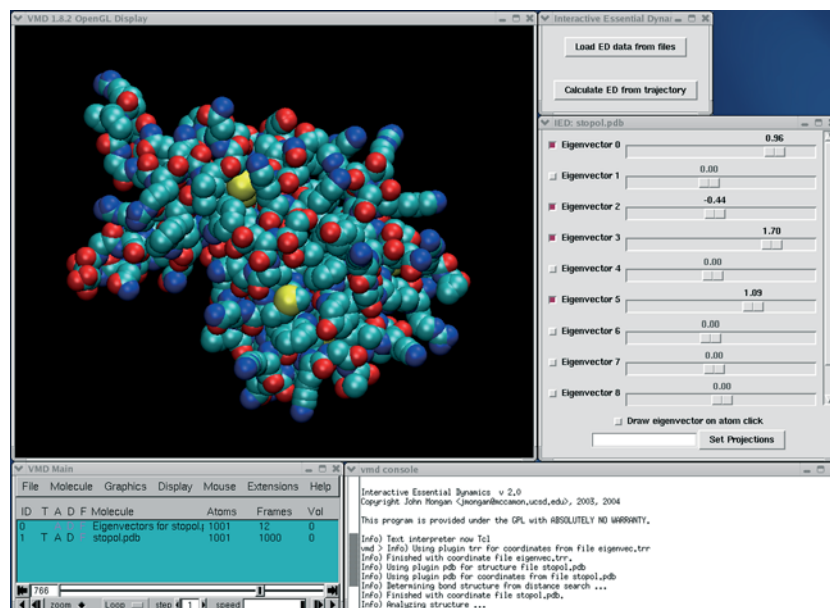 VMD 1.8.2 OpenGL Display
Interactive Essential Dynam
Load ED data from files
Calculate ED from trajectory
IED: stopol.pdb
0.96
Eigenvector 0
0.00
Eigenvector 1
-0.44
Eigenvector 2
1.70
Eigenvector 3
0.00
Eigenvector 4
1.09
Eigenvector 5
0.00
Eigenvector 6
0.00
Eigenvector 7
0.00
Eigenvector 8
Draw eigenvector on atom click
Set Projections
VMD Main
File Molecule Graphics Display Mouse Extensions Help
ID T A D F Molecule Atoms Frames Vol
0 Eigenvectors for stopol.p 1001 12 0
1 T A D stopol.pdb 1001 1000 0
766
zoom Loop step 1 speed
vmd console
Interactive Essential Dynamics v 2.0
Copyright John Mongan <jmongan@mccammon.ucsd.edu>, 2003, 2004
This program is provided under the GPL with ABSOLUTELY NO WARRANTY.
Info) Text interpreter now Tcl
vmd > Info) Using plugin trr for coordinates from file eigenvec.trr
Info) Finished with coordinate file eigenvec.trr.
Info) Using plugin pdb for structure file stopol.pdb
Info) Using plugin pdb for coordinates from file stopol.pdb
Info) Determining bond structure from distance search ...
Info) Finished with coordinate file stopol.pdb.
Info) Analyzing structure ...